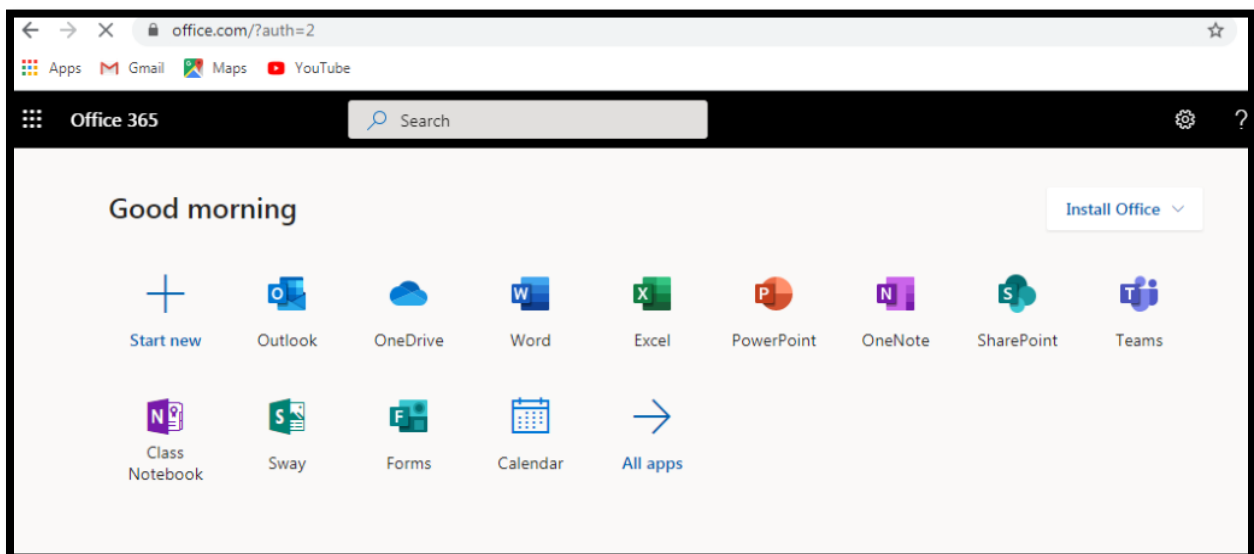 office.com/?auth=2
Apps Gmail Maps YouTube
Office 365 Search ?
Good morning
Install Office
Start new Outlook OneDrive Word Excel PowerPoint OneNote SharePoint Teams
Class Notebook Sway Forms Calendar All apps